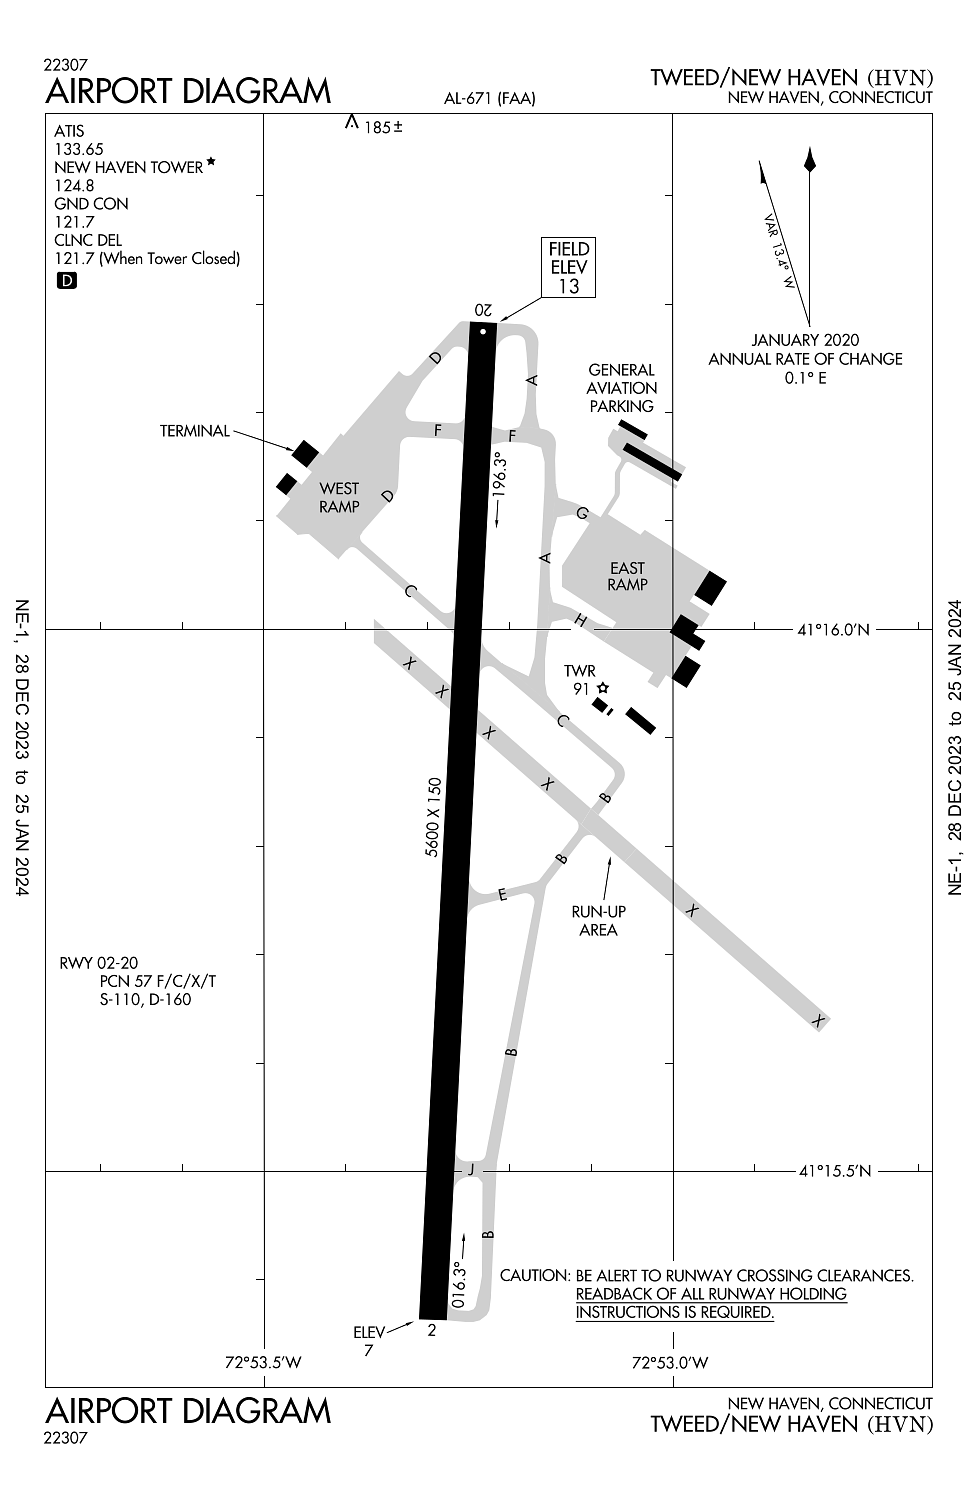 22307
AIRPORT DIAGRAM
AL-671 (FAA)
TWEED/NEW HAVEN (HVN)
NEW HAVEN, CONNECTICUT
ATIS
133.65
NEW HAVEN TOWER★
124.8
GND CON
121.7
CLNC DEL
121.7 (When Tower Closed)
D
185±
VAR 13.4° W
JANUARY 2020
ANNUAL RATE OF CHANGE
0.1° E
FIELD
ELEV
13
20
D
A
GENERAL
AVIATION
PARKING
TERMINAL
F
F
196.3°
WEST
RAMP
D
G
A
EAST
RAMP
C
H
41°16.0'N
X
X
X
X
X
X
TWR
91
C
B
B
5600 X 150
E
RUN-UP
AREA
RWY 02-20
PCN 57 F/C/X/T
S-110, D-160
B
J
41°15.5'N
B
016.3°
CAUTION: BE ALERT TO RUNWAY CROSSING CLEARANCES.
READBACK OF ALL RUNWAY HOLDING
INSTRUCTIONS IS REQUIRED.
ELEV
7
2
72°53.5'W
72°53.0'W
NE-1, 28 DEC 2023 to 25 JAN 2024
NE-1, 28 DEC 2023 to 25 JAN 2024
AIRPORT DIAGRAM
22307
NEW HAVEN, CONNECTICUT
TWEED/NEW HAVEN (HVN)